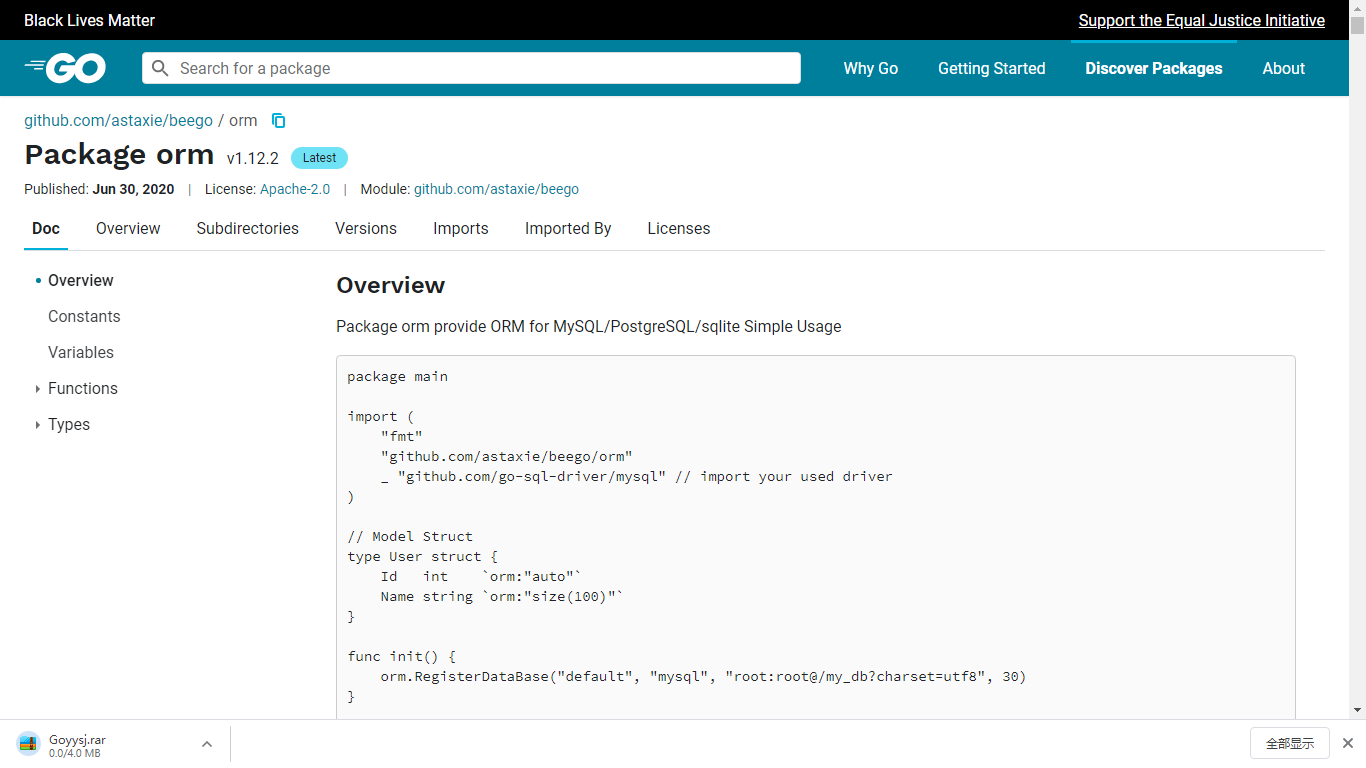 Black Lives Matter
Support the Equal Justice Initiative
GO
Search for a package
Why Go
Getting Started
Discover Packages
About
github.com/astaxie/beego / orm
Package orm v1.12.2 Latest
Published: Jun 30, 2020 | License: Apache-2.0 | Module: github.com/astaxie/beego
Doc
Overview
Subdirectories
Versions
Imports
Imported By
Licenses
Overview
Constants
Variables
Functions
Types
Overview
Package orm provide ORM for MySQL/PostgreSQL/sqlite Simple Usage
package main
import (
    "fmt"
    "github.com/astaxie/beego/orm"
    _ "github.com/go-sql-driver/mysql" // import your used driver
)
// Model Struct
type User struct {
    Id   int    `orm:"auto"`
    Name string `orm:"size(100)"`
}
func init() {
    orm.RegisterDataBase("default", "mysql", "root:root@/my_db?charset=utf8", 30)
}
Goyysj.rar
0.0/4.0 MB
全部显示